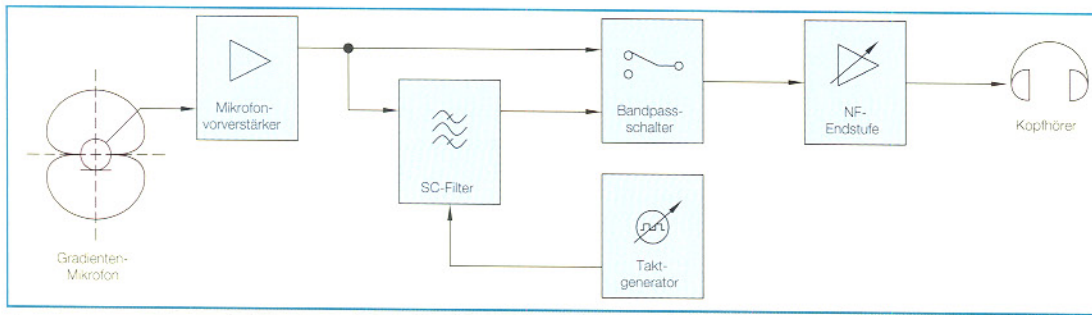 Mikrofon-
vorverstärker
Bandpass-
schalter
NF-
Endstufe
Kopfhörer
SC-Filter
Gradienten-
Mikrofon
Takt-
generator